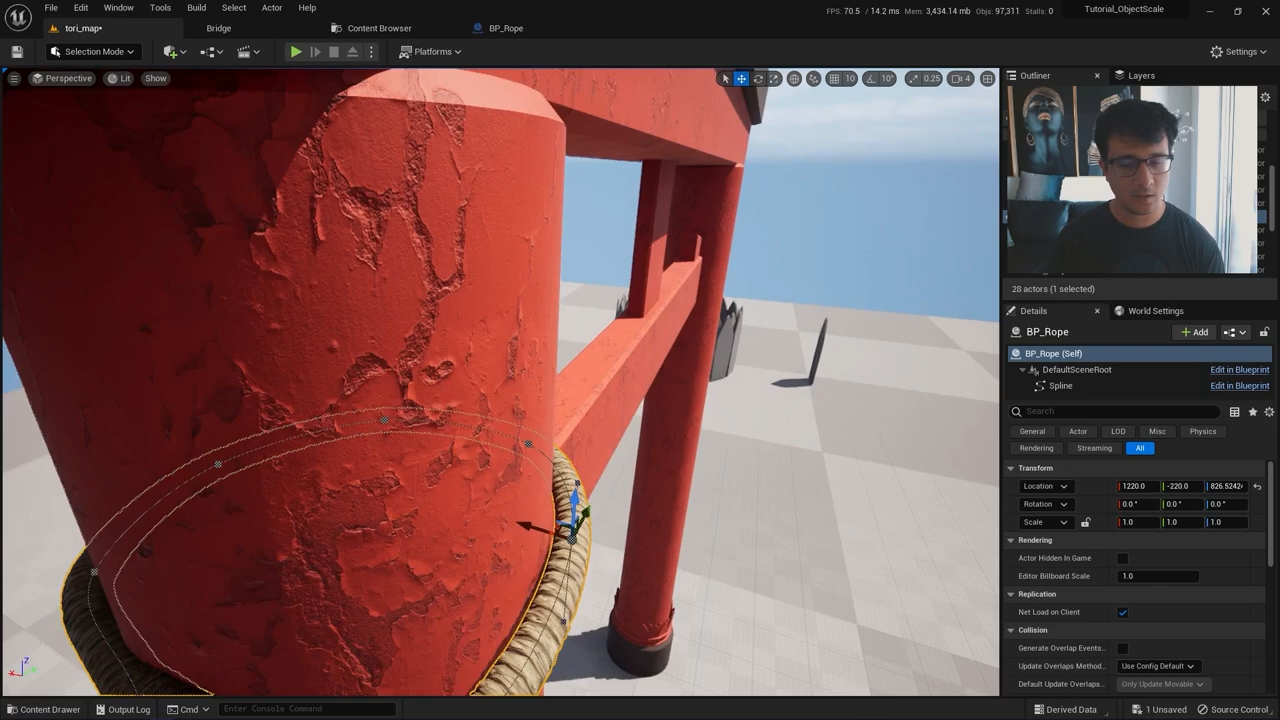 File Edit Window Tools Build Select Actor Help
FPS: 70.5 / 14.2 ms Mem: 3,434.14 mb Objs: 97,311 Stalls: 0
Tutorial_ObjectScale
tori_map*
Bridge
Content Browser
BP_Rope
Selection Mode
Platforms
Settings
Perspective
Lit
Show
10
10°
0.25
4
Outliner
Layers
28 actors (1 selected)
Details
World Settings
BP_Rope
Add
BP_Rope (Self)
DefaultSceneRoot
Edit in Blueprint
Spline
Edit in Blueprint
Search
General
Actor
LOD
Misc
Physics
Rendering
Streaming
All
Transform
Location
1220.0
-220.0
Rotation
0.0 °
0.0 °
0.0 °
Scale
1.0
1.0
1.0
Rendering
Actor Hidden In Game
Editor Billboard Scale
1.0
Replication
Net Load on Client
Collision
Generate Overlap Events...
Update Overlaps Method...
Use Config Default
Default Update Overlaps...
Only Update Movable
Z
X
Content Drawer
Output Log
Cmd
Enter Console Command
Derived Data
1 Unsaved
Source Control